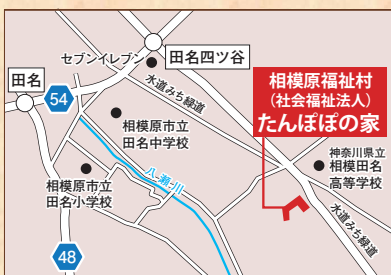 セブンイレブン
田名四ツ谷
田名
54
水道みち緑道
相模原福祉村
(社会福祉法人)
たんぽぽの家
相模原市立
田名中学校
神奈川県立
相模田名
高等学校
八瀬川
相模原市立
田名小学校
水道みち緑道
48